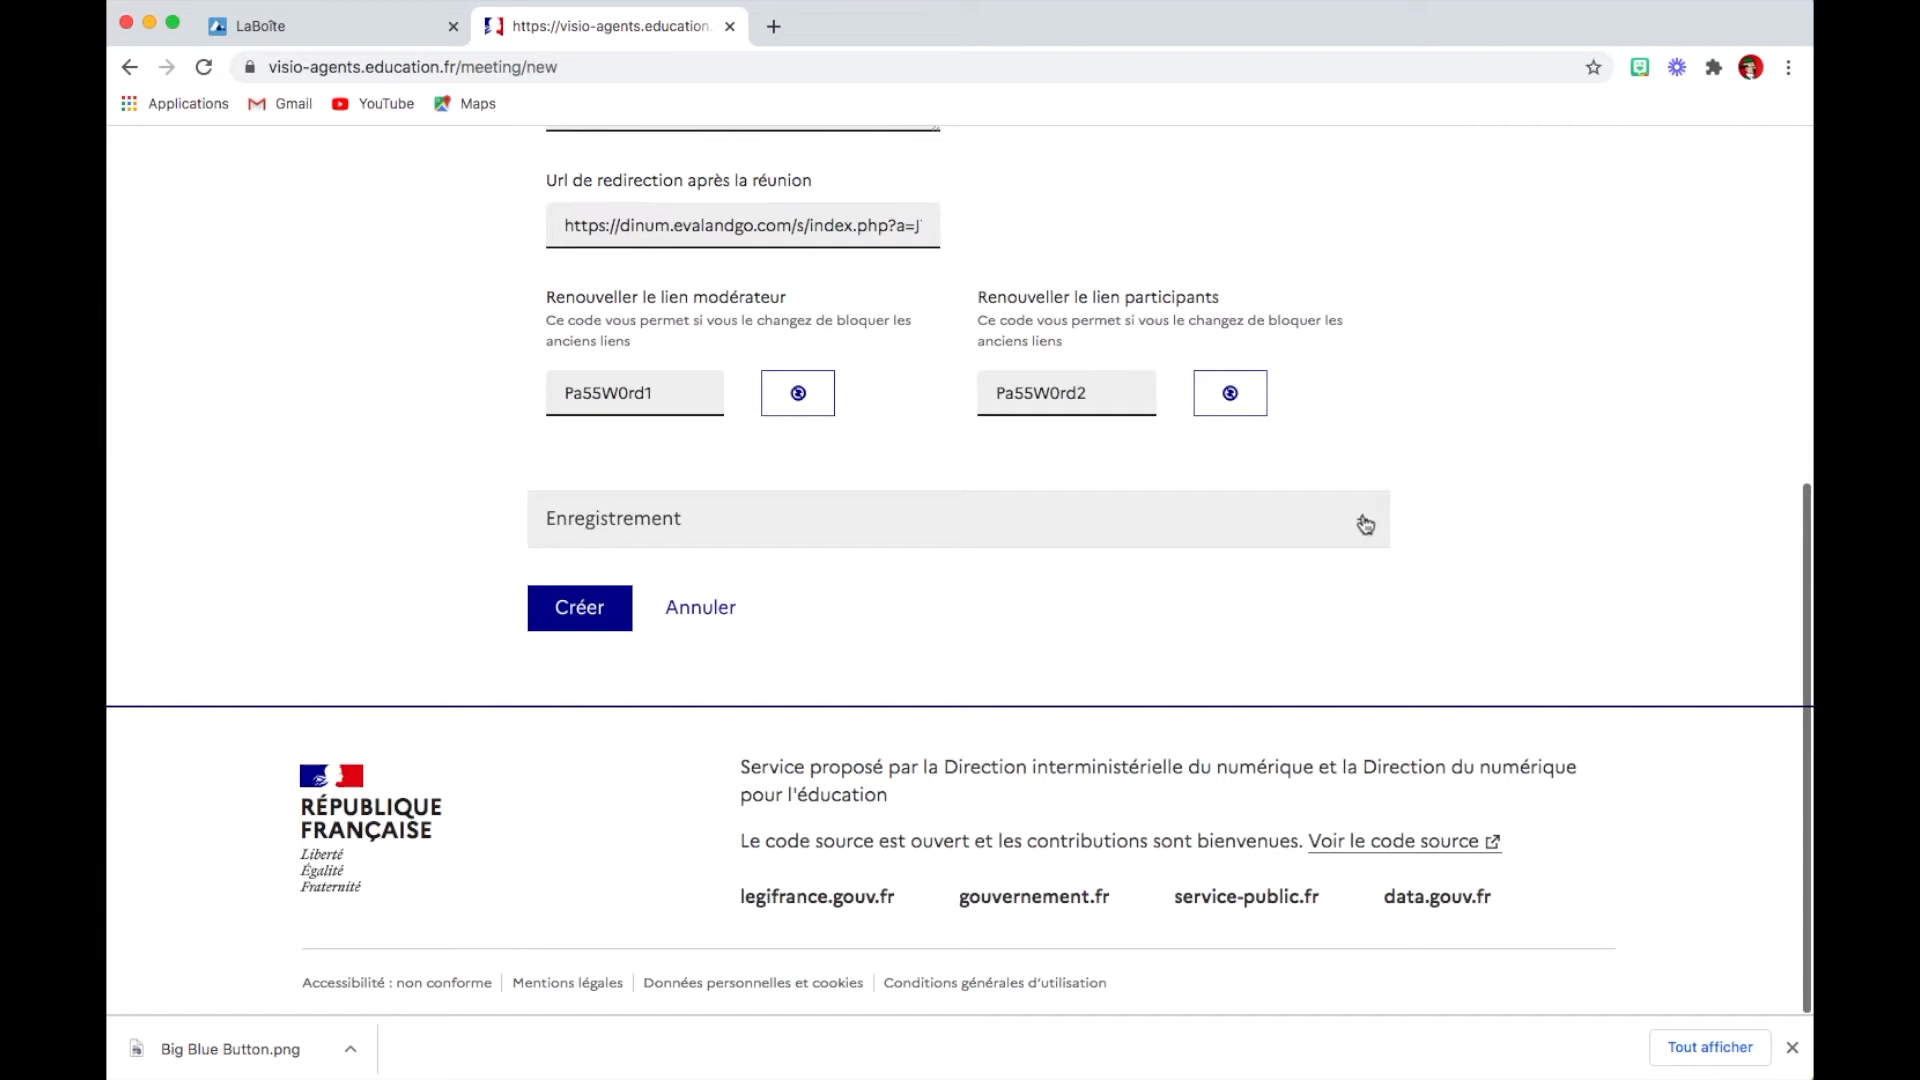 LaBoîte
https://visio-agents.education.
visio-agents.education.fr/meeting/new
Applications
Gmail
YouTube
Maps
Url de redirection après la réunion
https://dinum.evalandgo.com/s/index.php?a=J
Renouveller le lien modérateur
Renouveller le lien participants
Ce code vous permet si vous le changez de bloquer les
anciens liens
Ce code vous permet si vous le changez de bloquer les
anciens liens
Pa55W0rd1
Pa55W0rd2
Enregistrement
Créer
Annuler
RÉPUBLIQUE
FRANÇAISE
Liberté
Égalité
Fraternité
Service proposé par la Direction interministérielle du numérique et la Direction du numérique
pour l'éducation
Le code source est ouvert et les contributions sont bienvenues. Voir le code source
legifrance.gouv.fr
gouvernement.fr
service-public.fr
data.gouv.fr
Accessibilité : non conforme
Mentions légales
Données personnelles et cookies
Conditions générales d’utilisation
Big Blue Button.png
Tout afficher